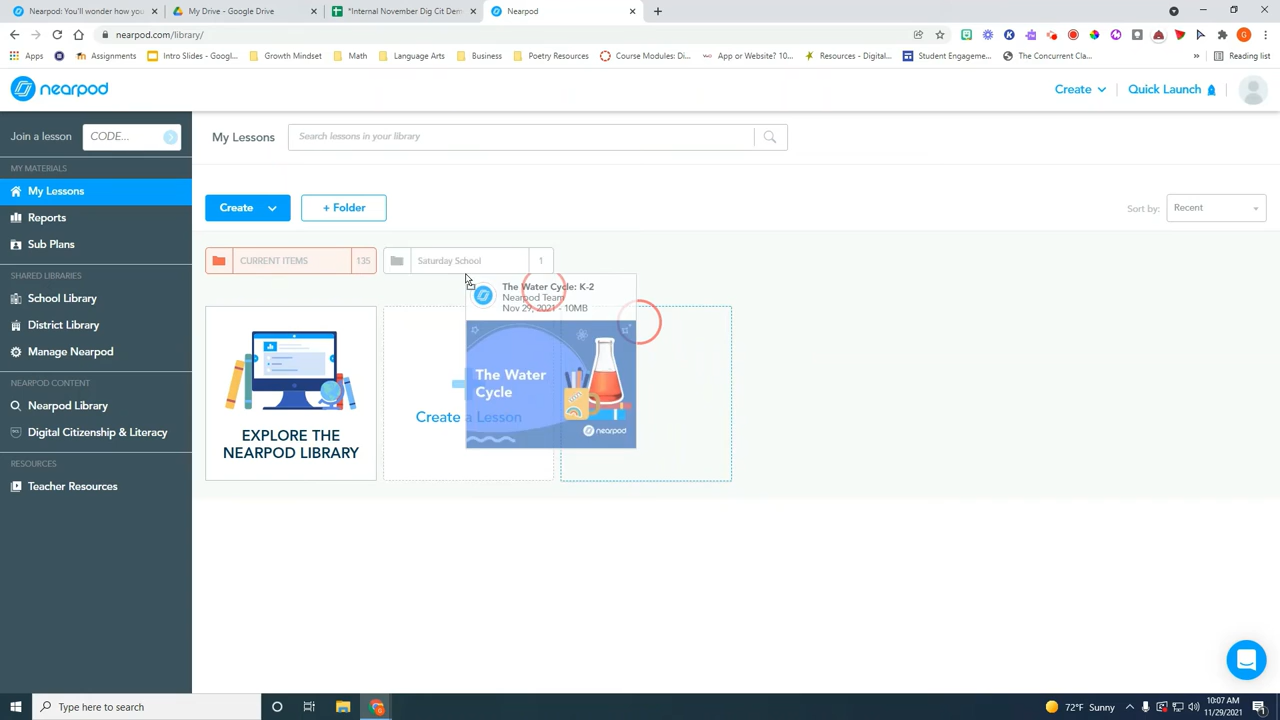 Nearpod: You'll wonder how you
My Drive - Google Drive
"Internal November Dig Cit Dem
Nearpod
nearpod.com/library/
Apps
Assignments
Intro Slides - Googl...
Growth Mindset
Math
Language Arts
Business
Poetry Resources
Course Modules: Di...
App or Website? 10...
Resources - Digital...
Student Engageme...
The Concurrent Cla...
»
Reading list
nearpod
Create
Quick Launch
Join a lesson
CODE...
My Lessons
Search lessons in your library
MY MATERIALS
My Lessons
Reports
Sub Plans
SHARED LIBRARIES
School Library
District Library
Manage Nearpod
NEARPOD CONTENT
Nearpod Library
Digital Citizenship & Literacy
RESOURCES
Teacher Resources
Create
+ Folder
Sort by:
Recent
CURRENT ITEMS
135
Saturday School
1
EXPLORE THE
NEARPOD LIBRARY
Create a Lesson
The Water Cycle: K-2
Nearpod Team
Nov 29, 2021 - 10MB
The Water
Cycle
nearpod
Type here to search
72°F Sunny
10:07 AM
11/29/2021